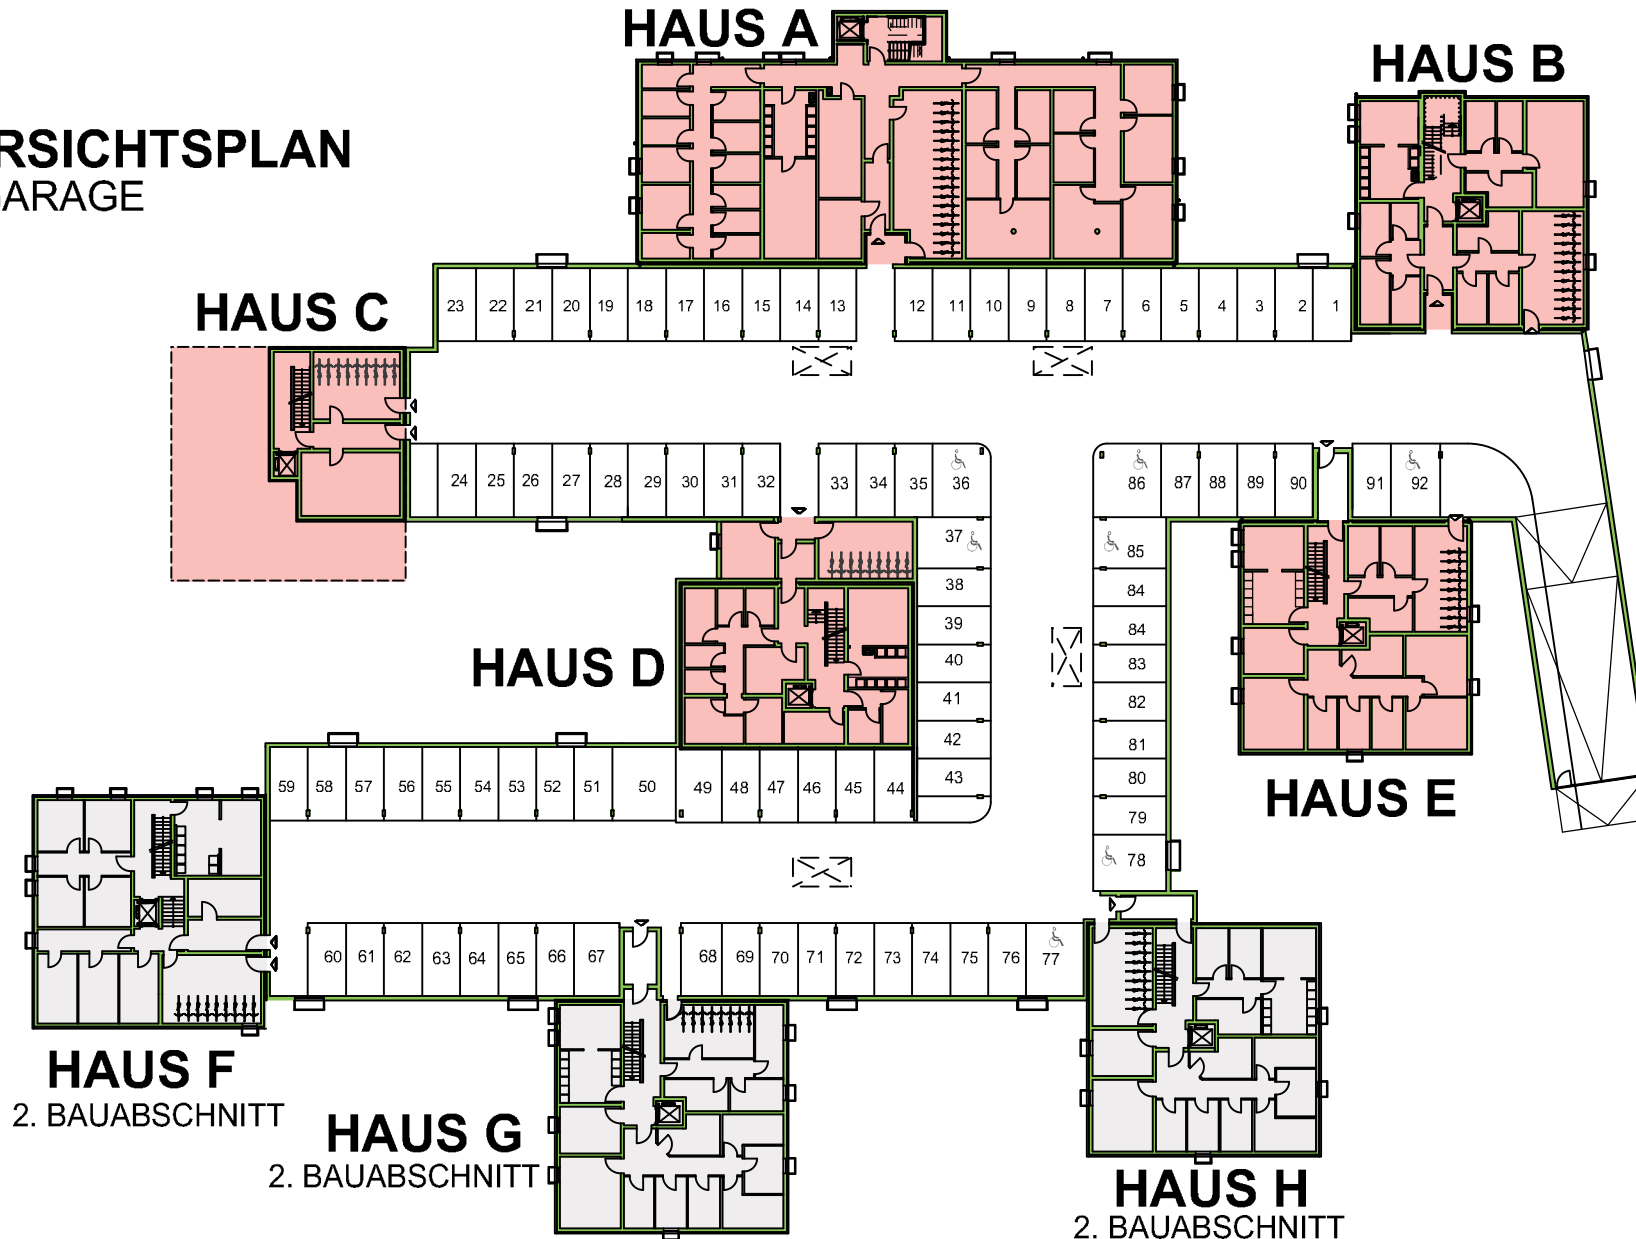 HAUS A
HAUS B
RSICHTSPLAN
GARAGE
HAUS C
23 22 21 20 19 18 17 16 15 14 13 12 11 10 9 8 7 6 5 4 3 2 1
24 25 26 27 28 29 30 31 32 33 34 35 36 86 87 88 89 90 91 92
37 85
38 84
39 84
40 83
41 82
42 81
43 80
79
78
HAUS D
HAUS E
59 58 57 56 55 54 53 52 51 50 49 48 47 46 45 44
60 61 62 63 64 65 66 67 68 69 70 71 72 73 74 75 76 77
HAUS F
2. BAUABSCHNITT
HAUS G
2. BAUABSCHNITT
HAUS H
2. BAUABSCHNITT